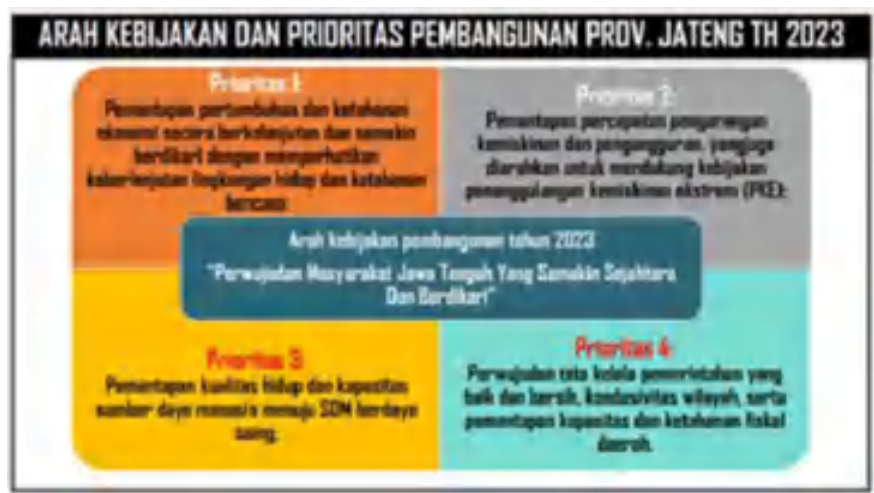 ARAH KEBIJAKAN DAN PRIORITAS PEMBANGUNAN PROV. JATENG TH 2023
Prioritas 1:
Pemantapan pertumbuhan dan ketahanan
ekonomi secara berkelanjutan dan semakin
berdikari dengan memperhatikan
keberlanjutan lingkungan hidup dan ketahanan
bencana
Prioritas 2:
Pemantapan percepatan pengurangan
kemiskinan dan pengangguran, yang juga
diarahkan untuk mendukung kebijakan
penanggulangan kemiskinan ekstrem (PKE);
Arah kebijakan pembangunan tahun 2023
"Perwujudan Masyarakat Jawa Tengah Yang Semakin Sejahtera
Dan Berdikari"
Prioritas 3:
Pemantapan kualitas hidup dan kapasitas
sumber daya manusia menuju SDM berdaya
saing,
Prioritas 4:
Perwujudan tata kelola pemerintahan yang
baik dan bersih, kondusivitas wilayah, serta
pemantapan kapasitas dan ketahanan fiskal
daerah.